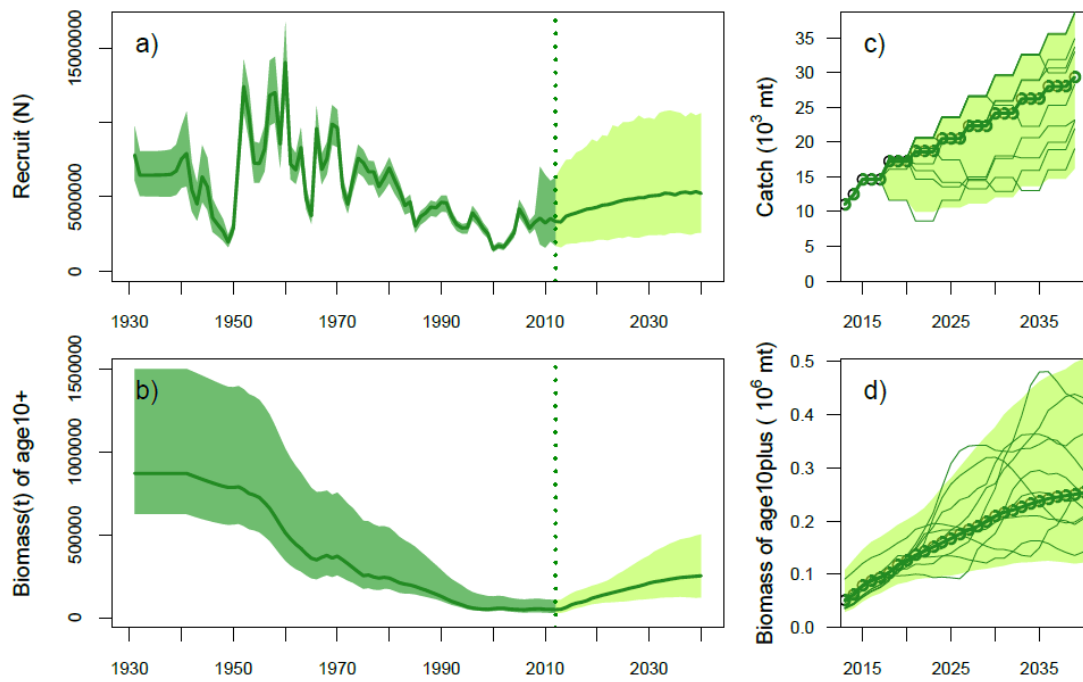 a)
Recruit (N)
15000000
5000000
0
1930 1950 1970 1990 2010 2030
c)
Catch (10³ mt)
35
30
25
20
15
10
5
0
2015 2025 2035
b)
Biomass(t) of age10+
1500000
1000000
500000
0
1930 1950 1970 1990 2010 2030
d)
Biomass of age10plus ( 10⁶ mt)
0.5
0.4
0.3
0.2
0.1
0.0
2015 2025 2035